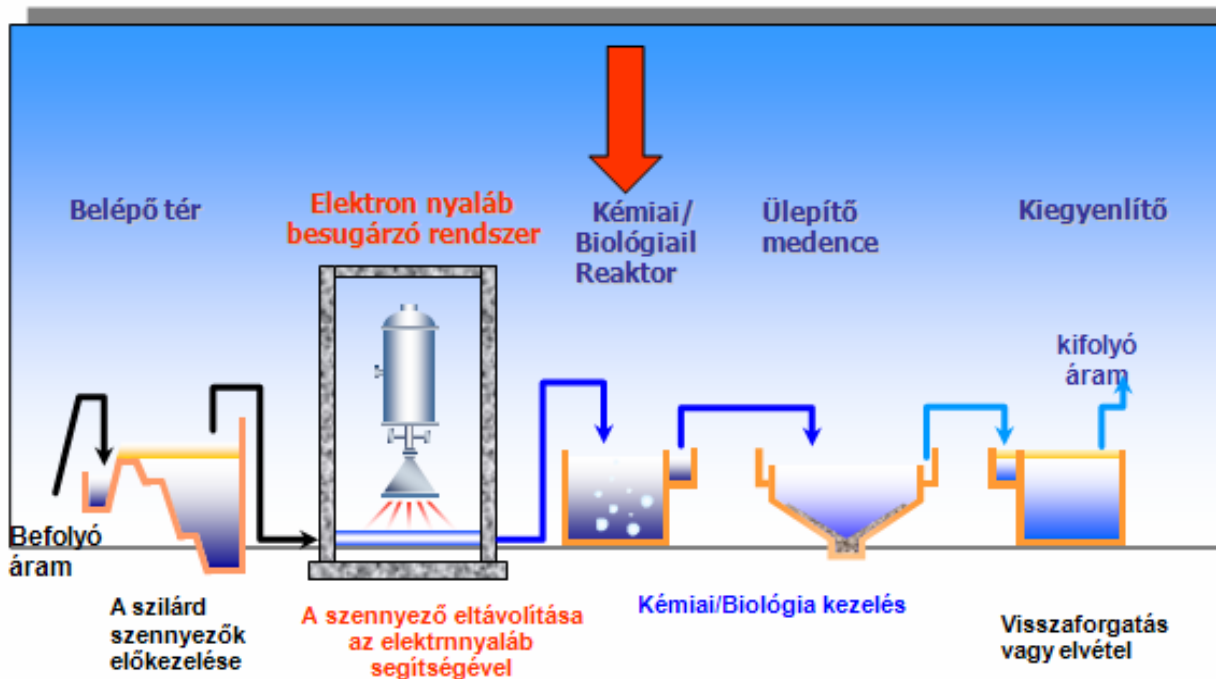 Belépő tér
Elektron nyaláb
besugárzó rendszer
Kémiai/
Biológiail
Reaktor
Ülepítő
medence
Kiegyenlítő
kifolyó
áram
Befolyó
áram
A szilárd
szennyezők
előkezelése
A szennyező eltávolítása
az elektrnnyaláb
segítségével
Kémiai/Biológia kezelés
Visszaforgatás
vagy elvétel